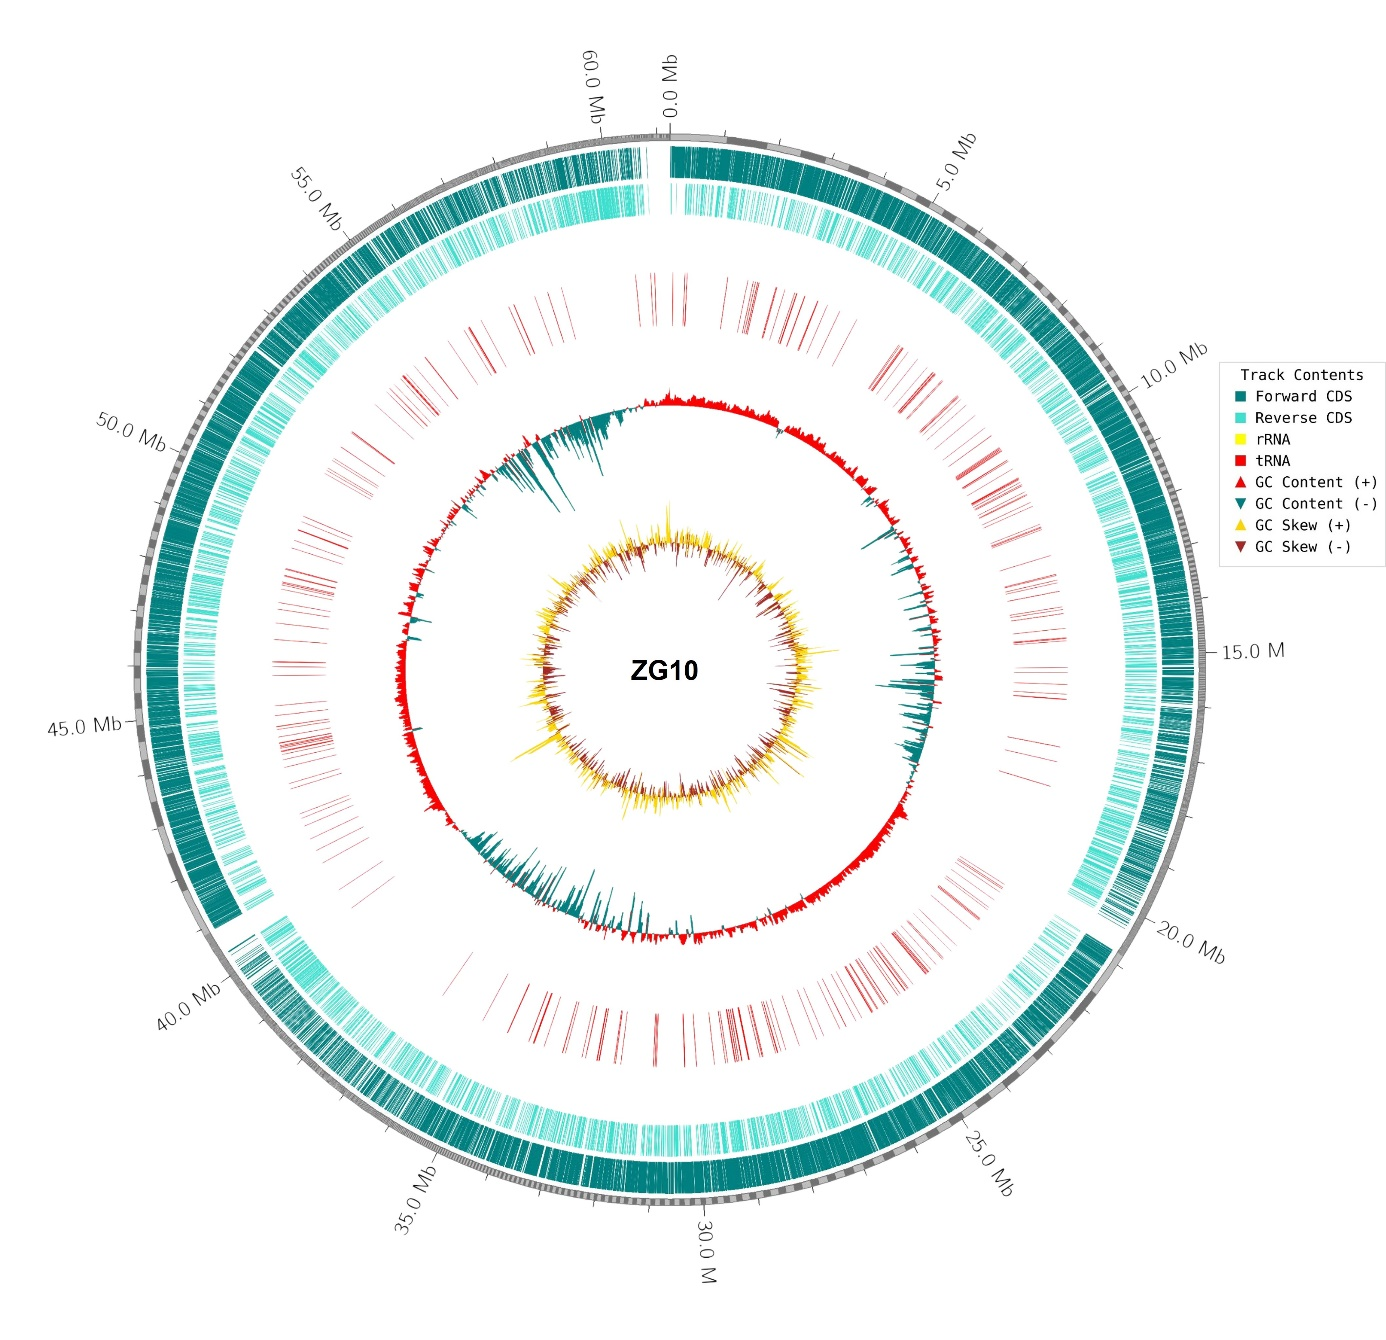 0.0 Mb
5.0 Mb
10.0 Mb
15.0 M
20.0 Mb
25.0 Mb
30.0 M
35.0 Mb
40.0 Mb
45.0 Mb
50.0 Mb
55.0 Mb
60.0 Mb
ZG10
Track Contents
Forward CDS
Reverse CDS
rRNA
tRNA
GC Content (+)
GC Content (-)
GC Skew (+)
GC Skew (-)